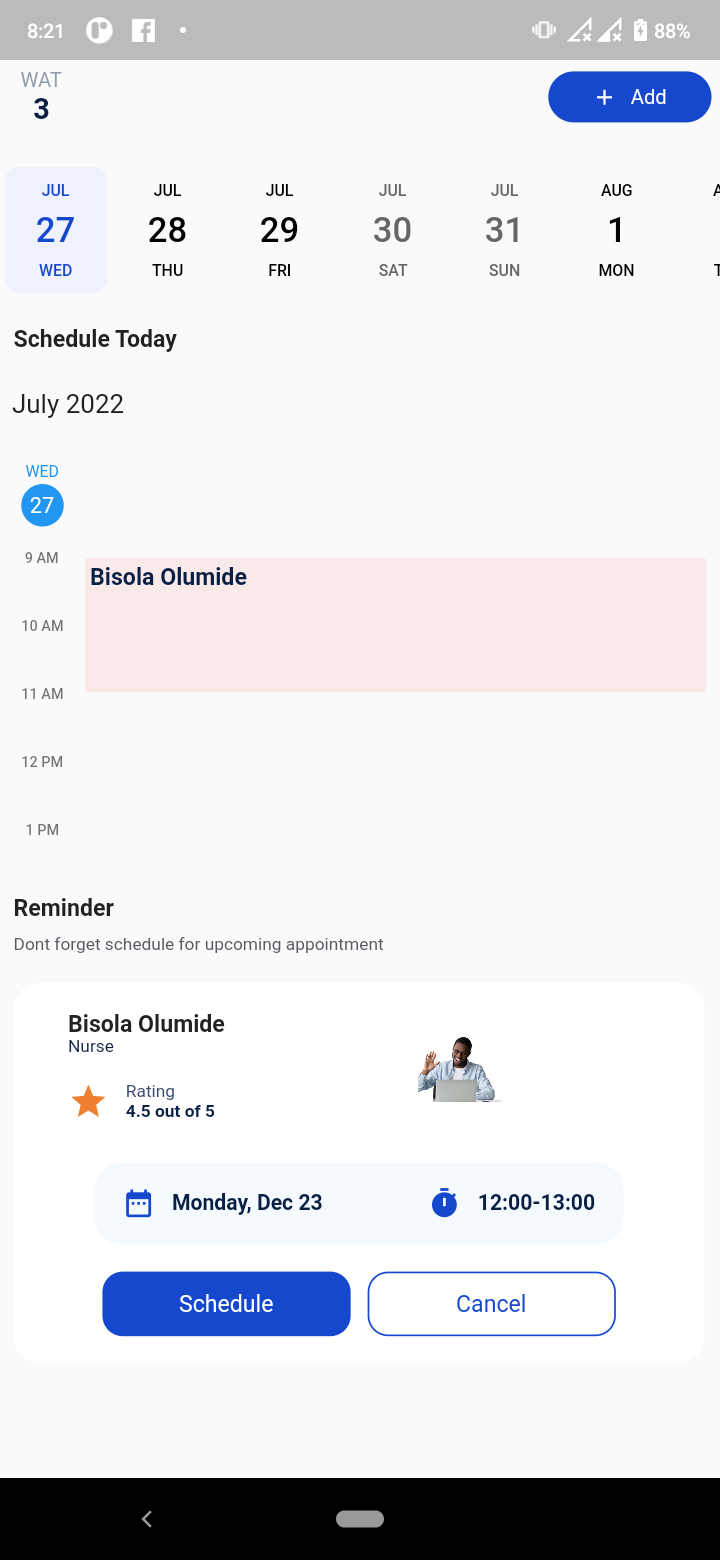 8:21
88%
WAT
3
+ Add
JUL JUL JUL JUL JUL AUG
27 28 29 30 31 1
WED THU FRI SAT SUN MON
Schedule Today
July 2022
WED
27
9 AM
Bisola Olumide
10 AM
11 AM
12 PM
1 PM
Reminder
Dont forget schedule for upcoming appointment
Bisola Olumide
Nurse
Rating
4.5 out of 5
Monday, Dec 23 12:00-13:00
Schedule Cancel